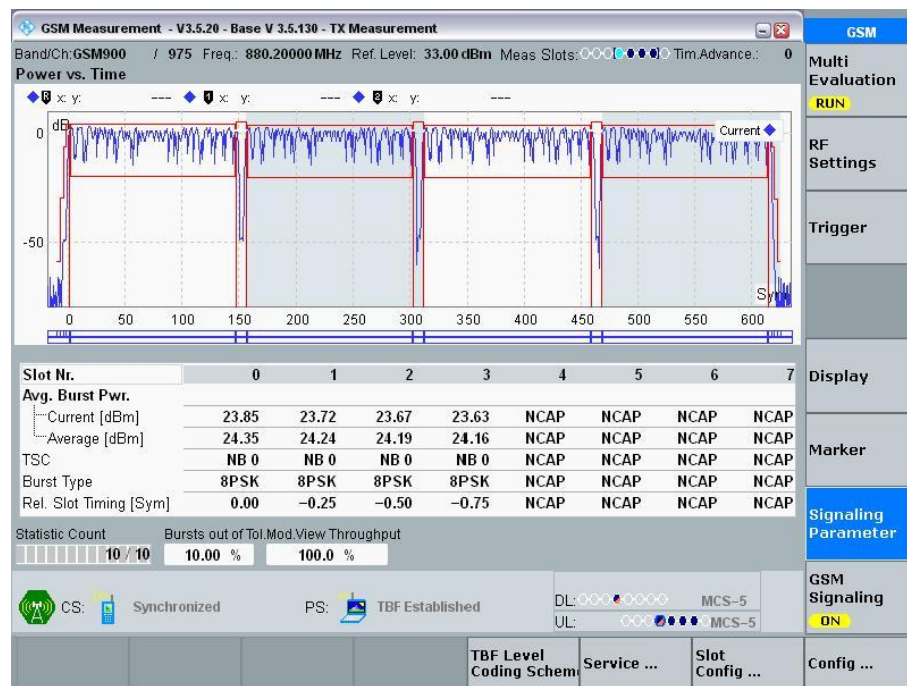 GSM Measurement - V3.5.20 - Base V 3.5.130 - TX Measurement
GSM
Band/Ch:GSM900 / 975 Freq.: 880.20000 MHz Ref. Level: 33.00 dBm Meas Slots: Tim.Advance.: 0
Power vs. Time
R x: y: --- 1 x: y: --- 2 x: y: ---
Multi Evaluation
RUN
RF Settings
Trigger
Display
Marker
Signaling Parameter
GSM Signaling
ON
dB
Current
0
-50
Sym
0 50 100 150 200 250 300 350 400 450 500 550 600
Slot Nr. 0 1 2 3 4 5 6 7
Avg. Burst Pwr.
Current [dBm] 23.85 23.72 23.67 23.63 NCAP NCAP NCAP NCAP
Average [dBm] 24.35 24.24 24.19 24.16 NCAP NCAP NCAP NCAP
TSC NB 0 NB 0 NB 0 NB 0 NCAP NCAP NCAP NCAP
Burst Type 8PSK 8PSK 8PSK 8PSK NCAP NCAP NCAP NCAP
Rel. Slot Timing [Sym] 0.00 −0.25 −0.50 −0.75 NCAP NCAP NCAP NCAP
Statistic Count Bursts out of Tol. Mod.View Throughput
10 / 10 10.00 % 100.0 %
CS: Synchronized PS: TBF Established DL: MCS−5
UL: MCS−5
TBF Level Coding Schem
Service ...
Slot Config ...
Config ...